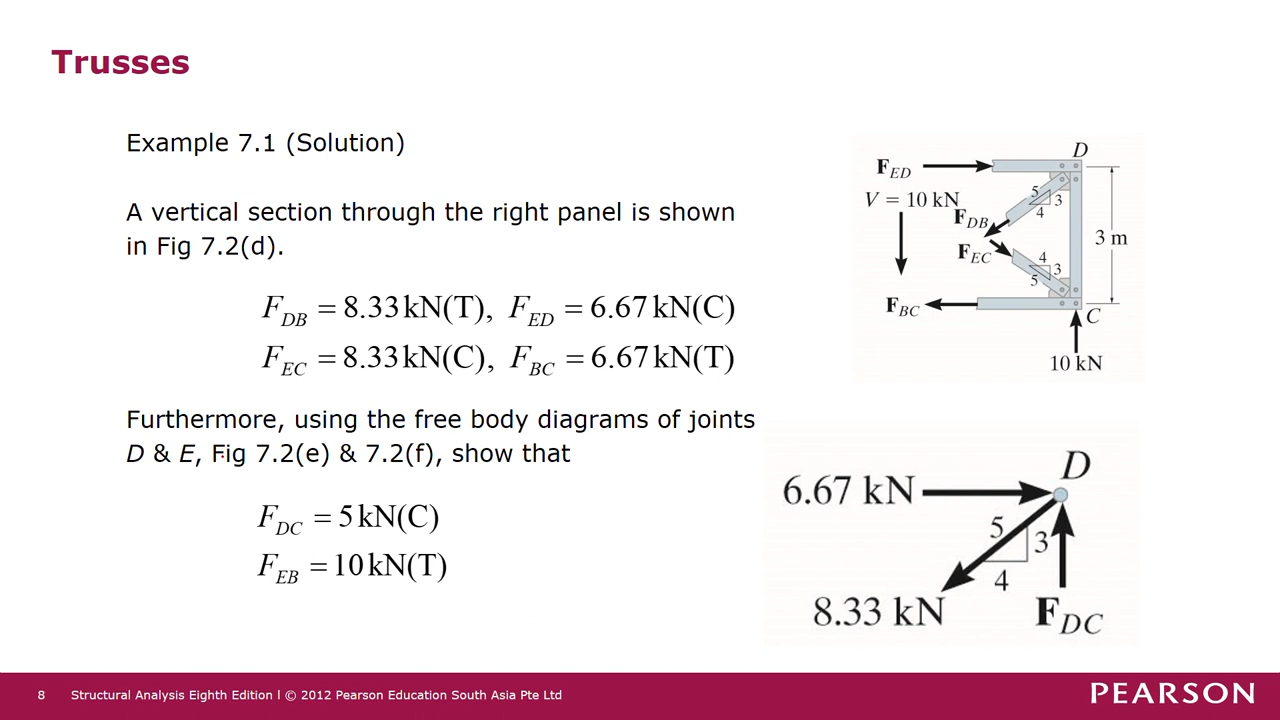 Trusses
Example 7.1 (Solution)
A vertical section through the right panel is shown
in Fig 7.2(d).
F_DB = 8.33 kN(T), F_ED = 6.67 kN(C)
F_EC = 8.33 kN(C), F_BC = 6.67 kN(T)
Furthermore, using the free body diagrams of joints
D & E, Fig 7.2(e) & 7.2(f), show that
F_DC = 5 kN(C)
F_EB = 10 kN(T)
D
F_ED
V = 10 kN
5
3
4
F_DB
3 m
F_EC
4
3
5
F_BC
C
10 kN
D
6.67 kN
5
3
4
8.33 kN
F_DC
8
Structural Analysis Eighth Edition l © 2012 Pearson Education South Asia Pte Ltd
PEARSON